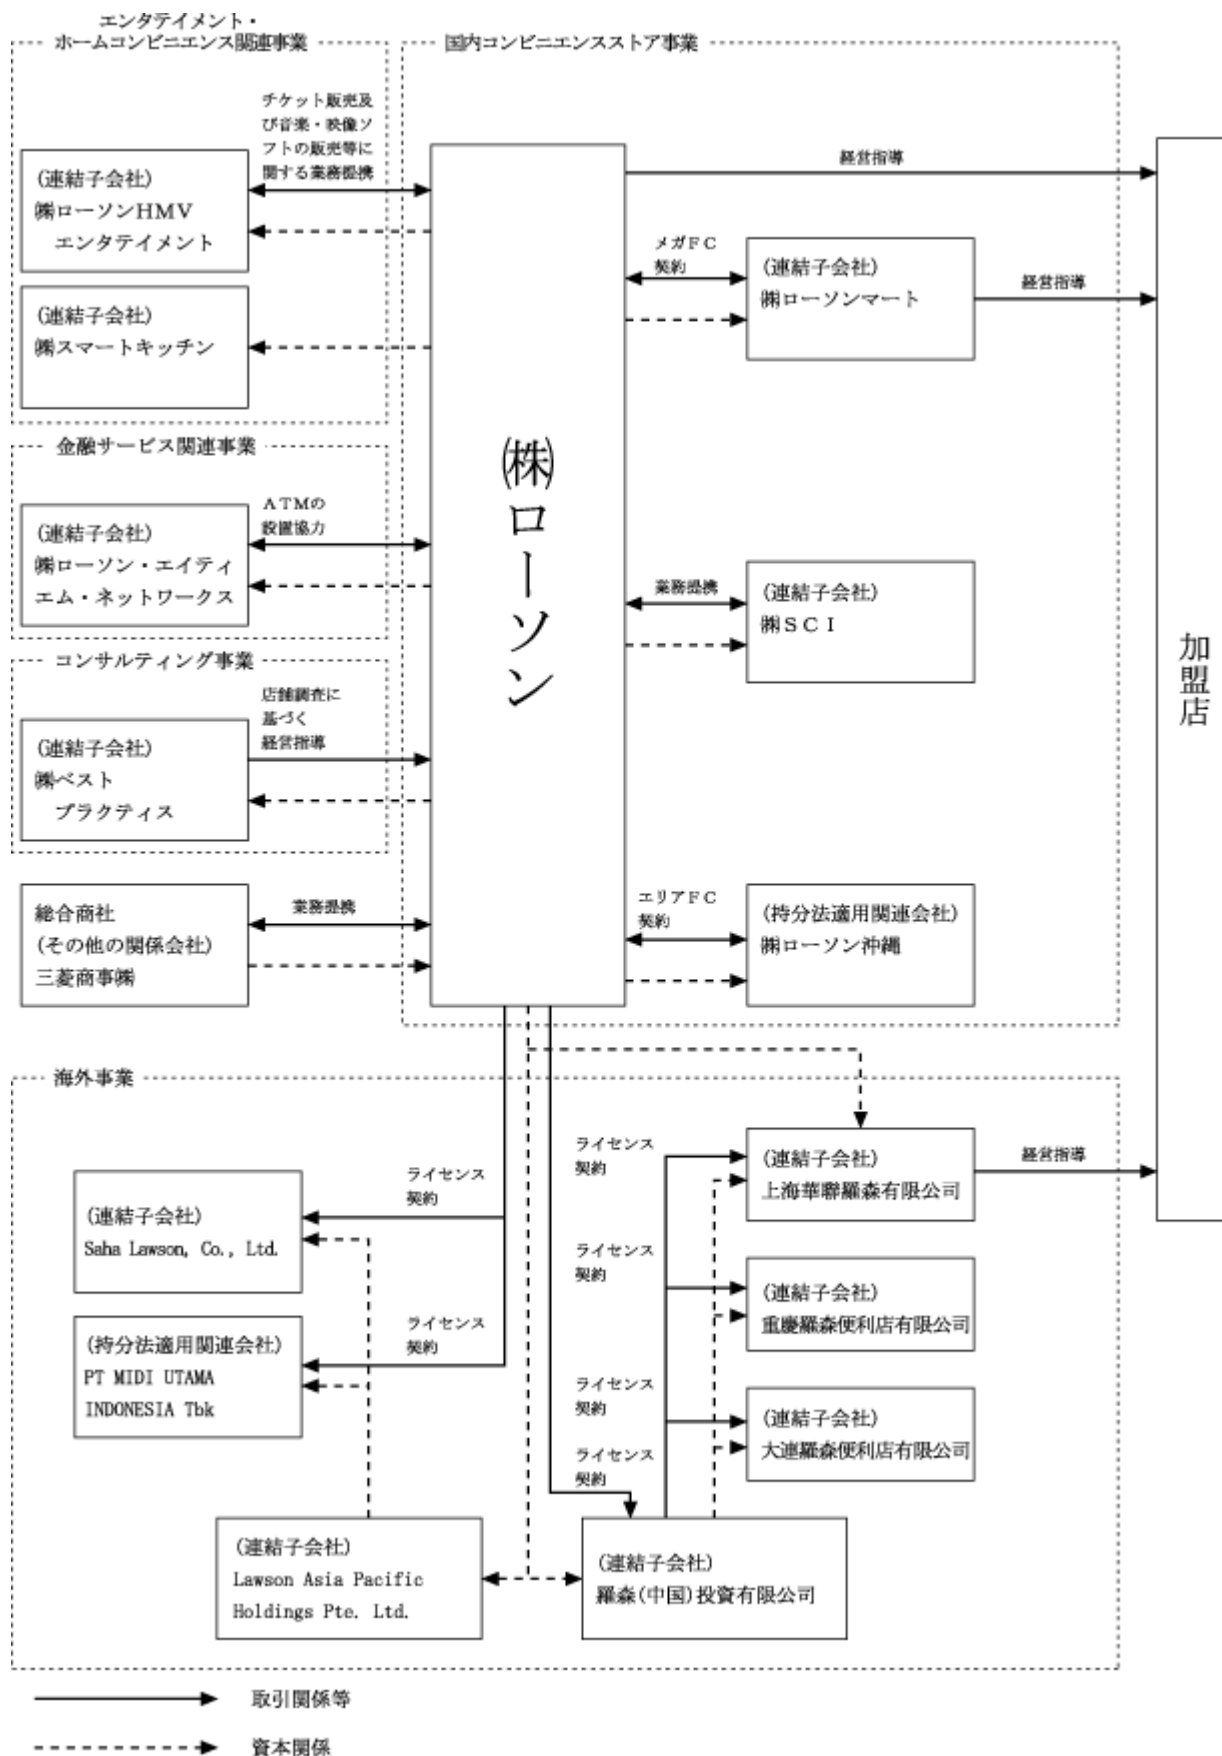 エンタテイメント・
ホームコンビニエンス関連事業
国内コンビニエンスストア事業
チケット販売及
び音楽・映像ソ
フトの販売等に
関する業務提携
(連結子会社)
㈱ローソンHMV
エンタテイメント
(連結子会社)
㈱スマートキッチン
経営指導
メガFC
契約
(連結子会社)
㈱ローソンマート
経営指導
金融サービス関連事業
ATMの
設置協力
(連結子会社)
㈱ローソン・エイティ
エム・ネットワークス
㈱ローソン
業務提携
(連結子会社)
㈱SCI
加盟店
コンサルティング事業
店舗調査に
基づく
経営指導
(連結子会社)
㈱ベスト
プラクティス
総合商社
(その他の関係会社)
三菱商事㈱
業務提携
エリアFC
契約
(持分法適用関連会社)
㈱ローソン沖縄
海外事業
ライセンス
契約
(連結子会社)
Saha Lawson, Co., Ltd.
ライセンス
契約
(持分法適用関連会社)
PT MIDI UTAMA
INDONESIA Tbk
ライセンス
契約
(連結子会社)
上海華聯羅森有限公司
経営指導
ライセンス
契約
(連結子会社)
重慶羅森便利店有限公司
ライセンス
契約
(連結子会社)
大連羅森便利店有限公司
ライセンス
契約
(連結子会社)
Lawson Asia Pacific
Holdings Pte. Ltd.
(連結子会社)
羅森(中国)投資有限公司
取引関係等
資本関係